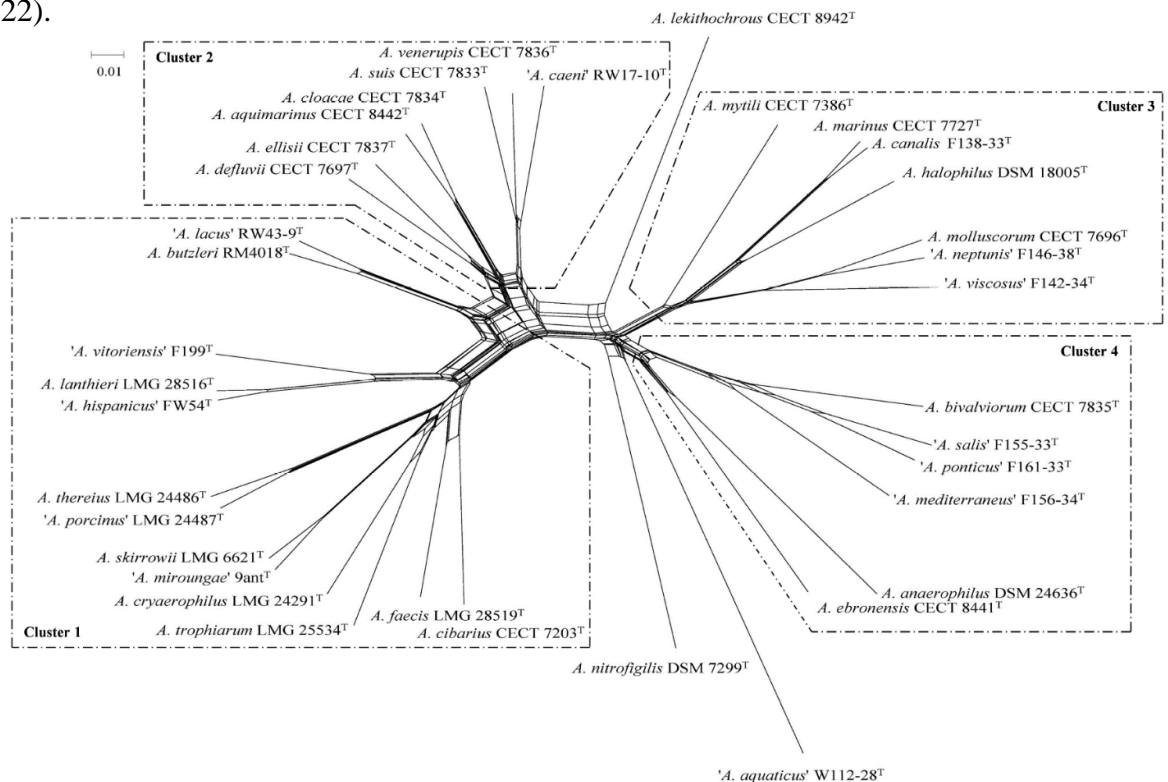 22).
A. lekithochrous CECT 8942ᵀ
0.01
Cluster 2
A. venerupis CECT 7836ᵀ
A. suis CECT 7833ᵀ
'A. caeni' RW17-10ᵀ
A. cloacae CECT 7834ᵀ
A. aquimarinus CECT 8442ᵀ
A. ellisii CECT 7837ᵀ
A. defluvii CECT 7697ᵀ
Cluster 3
A. mytili CECT 7386ᵀ
A. marinus CECT 7727ᵀ
A. canalis F138-33ᵀ
A. halophilus DSM 18005ᵀ
A. molluscorum CECT 7696ᵀ
'A. neptunis' F146-38ᵀ
'A. viscosus' F142-34ᵀ
'A. lacus' RW43-9ᵀ
A. butzleri RM4018ᵀ
'A. vitoriensis' F199ᵀ
A. lanthieri LMG 28516ᵀ
'A. hispanicus' FW54ᵀ
A. thereius LMG 24486ᵀ
'A. porcinus' LMG 24487ᵀ
A. skirrowii LMG 6621ᵀ
'A. miroungae' 9antᵀ
A. cryaerophilus LMG 24291ᵀ
A. trophiarum LMG 25534ᵀ
A. faecis LMG 28519ᵀ
A. cibarius CECT 7203ᵀ
Cluster 1
Cluster 4
A. bivalviorum CECT 7835ᵀ
'A. salis' F155-33ᵀ
'A. ponticus' F161-33ᵀ
'A. mediterraneus' F156-34ᵀ
A. anaerophilus DSM 24636ᵀ
A. ebronensis CECT 8441ᵀ
A. nitrofigilis DSM 7299ᵀ
'A. aquaticus' W112-28ᵀ